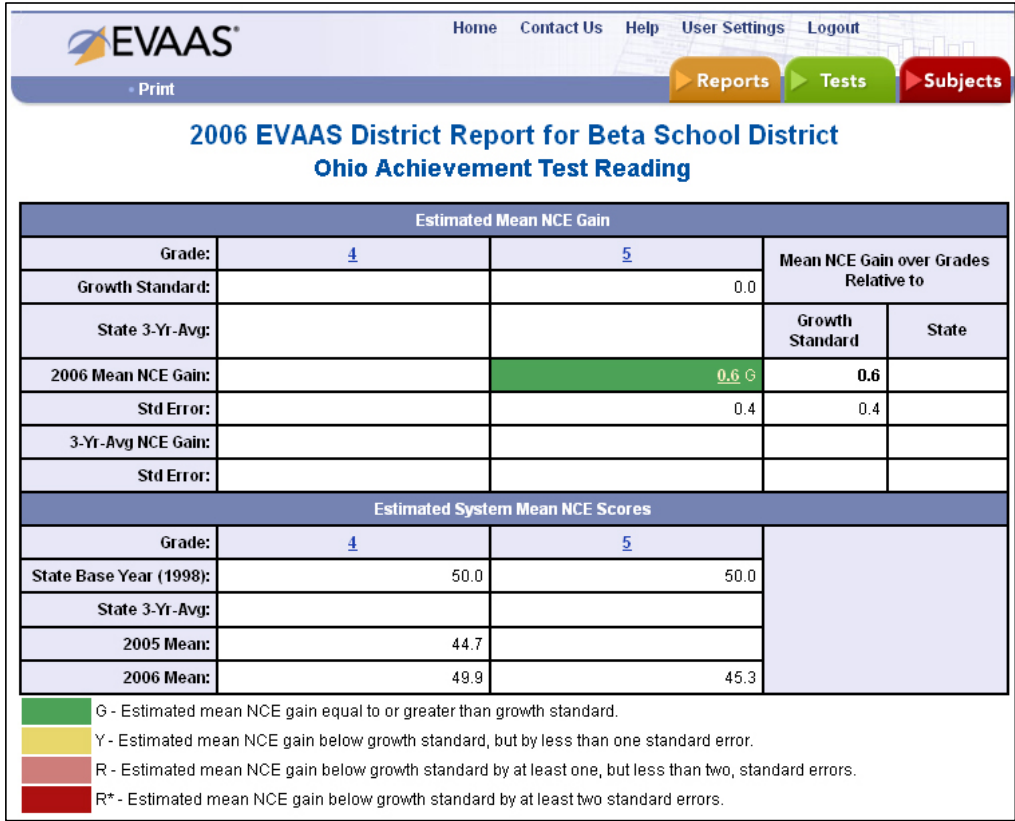 EVAAS®
Home Contact Us Help User Settings Logout
Print
Reports Tests Subjects
2006 EVAAS District Report for Beta School District
Ohio Achievement Test Reading
Estimated Mean NCE Gain
Grade: 4 5 Mean NCE Gain over Grades Relative to
Growth Standard: 0.0
State 3-Yr-Avg: Growth Standard State
2006 Mean NCE Gain: 0.6 G 0.6
Std Error: 0.4 0.4
3-Yr-Avg NCE Gain:
Std Error:
Estimated System Mean NCE Scores
Grade: 4 5
State Base Year (1998): 50.0 50.0
State 3-Yr-Avg:
2005 Mean: 44.7
2006 Mean: 49.9 45.3
G - Estimated mean NCE gain equal to or greater than growth standard.
Y - Estimated mean NCE gain below growth standard, but by less than one standard error.
R - Estimated mean NCE gain below growth standard by at least one, but less than two, standard errors.
R* - Estimated mean NCE gain below growth standard by at least two standard errors.